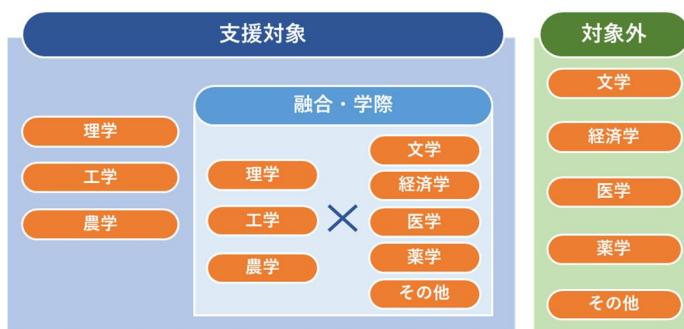 支援対象
理学
工学
農学
融合・学際
理学
工学
農学
×
文学
経済学
医学
薬学
その他
対象外
文学
経済学
医学
薬学
その他